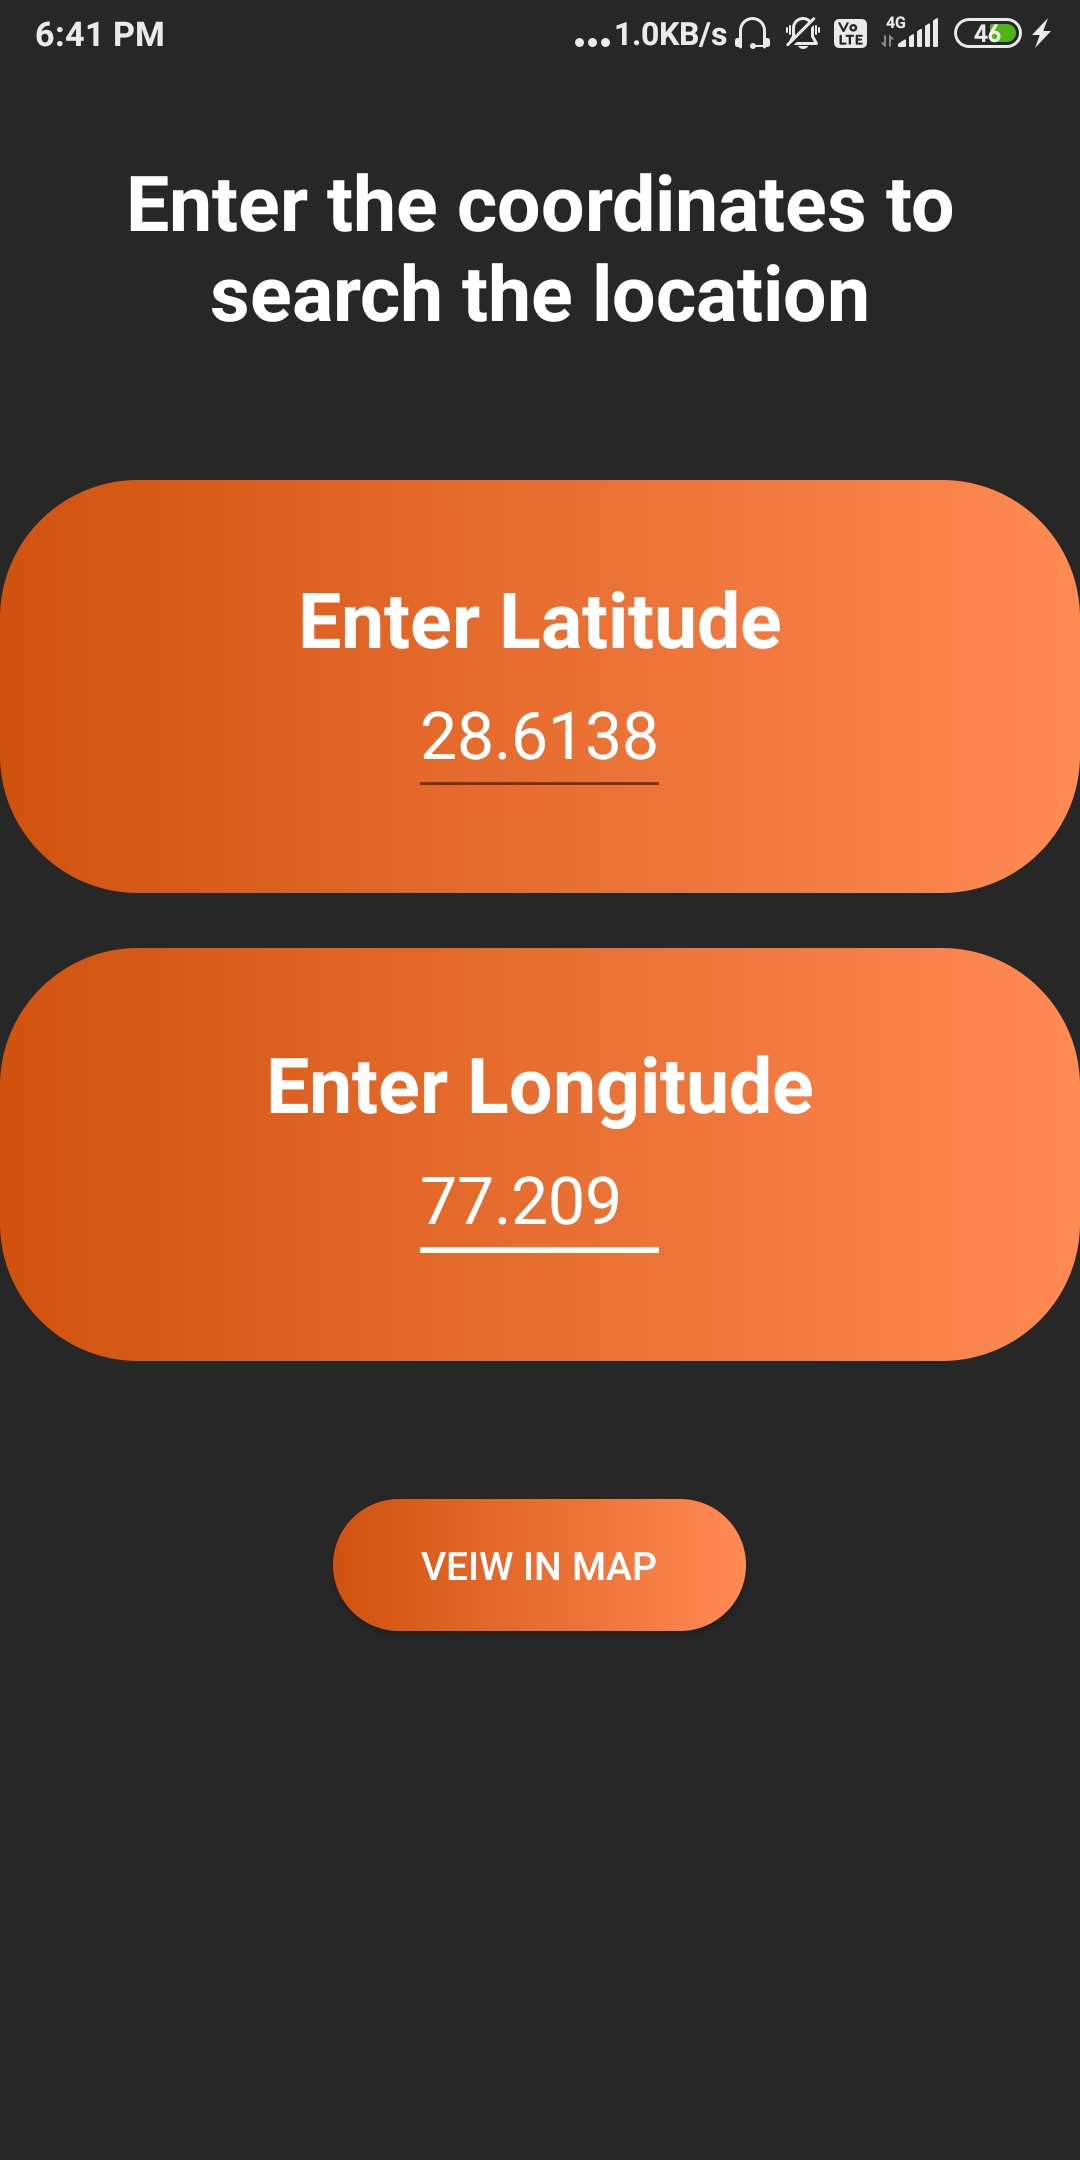 6:41 PM ...1.0KB/s Vo LTE 4G 46
Enter the coordinates to
search the location
Enter Latitude
28.6138
Enter Longitude
77.209
VEIW IN MAP